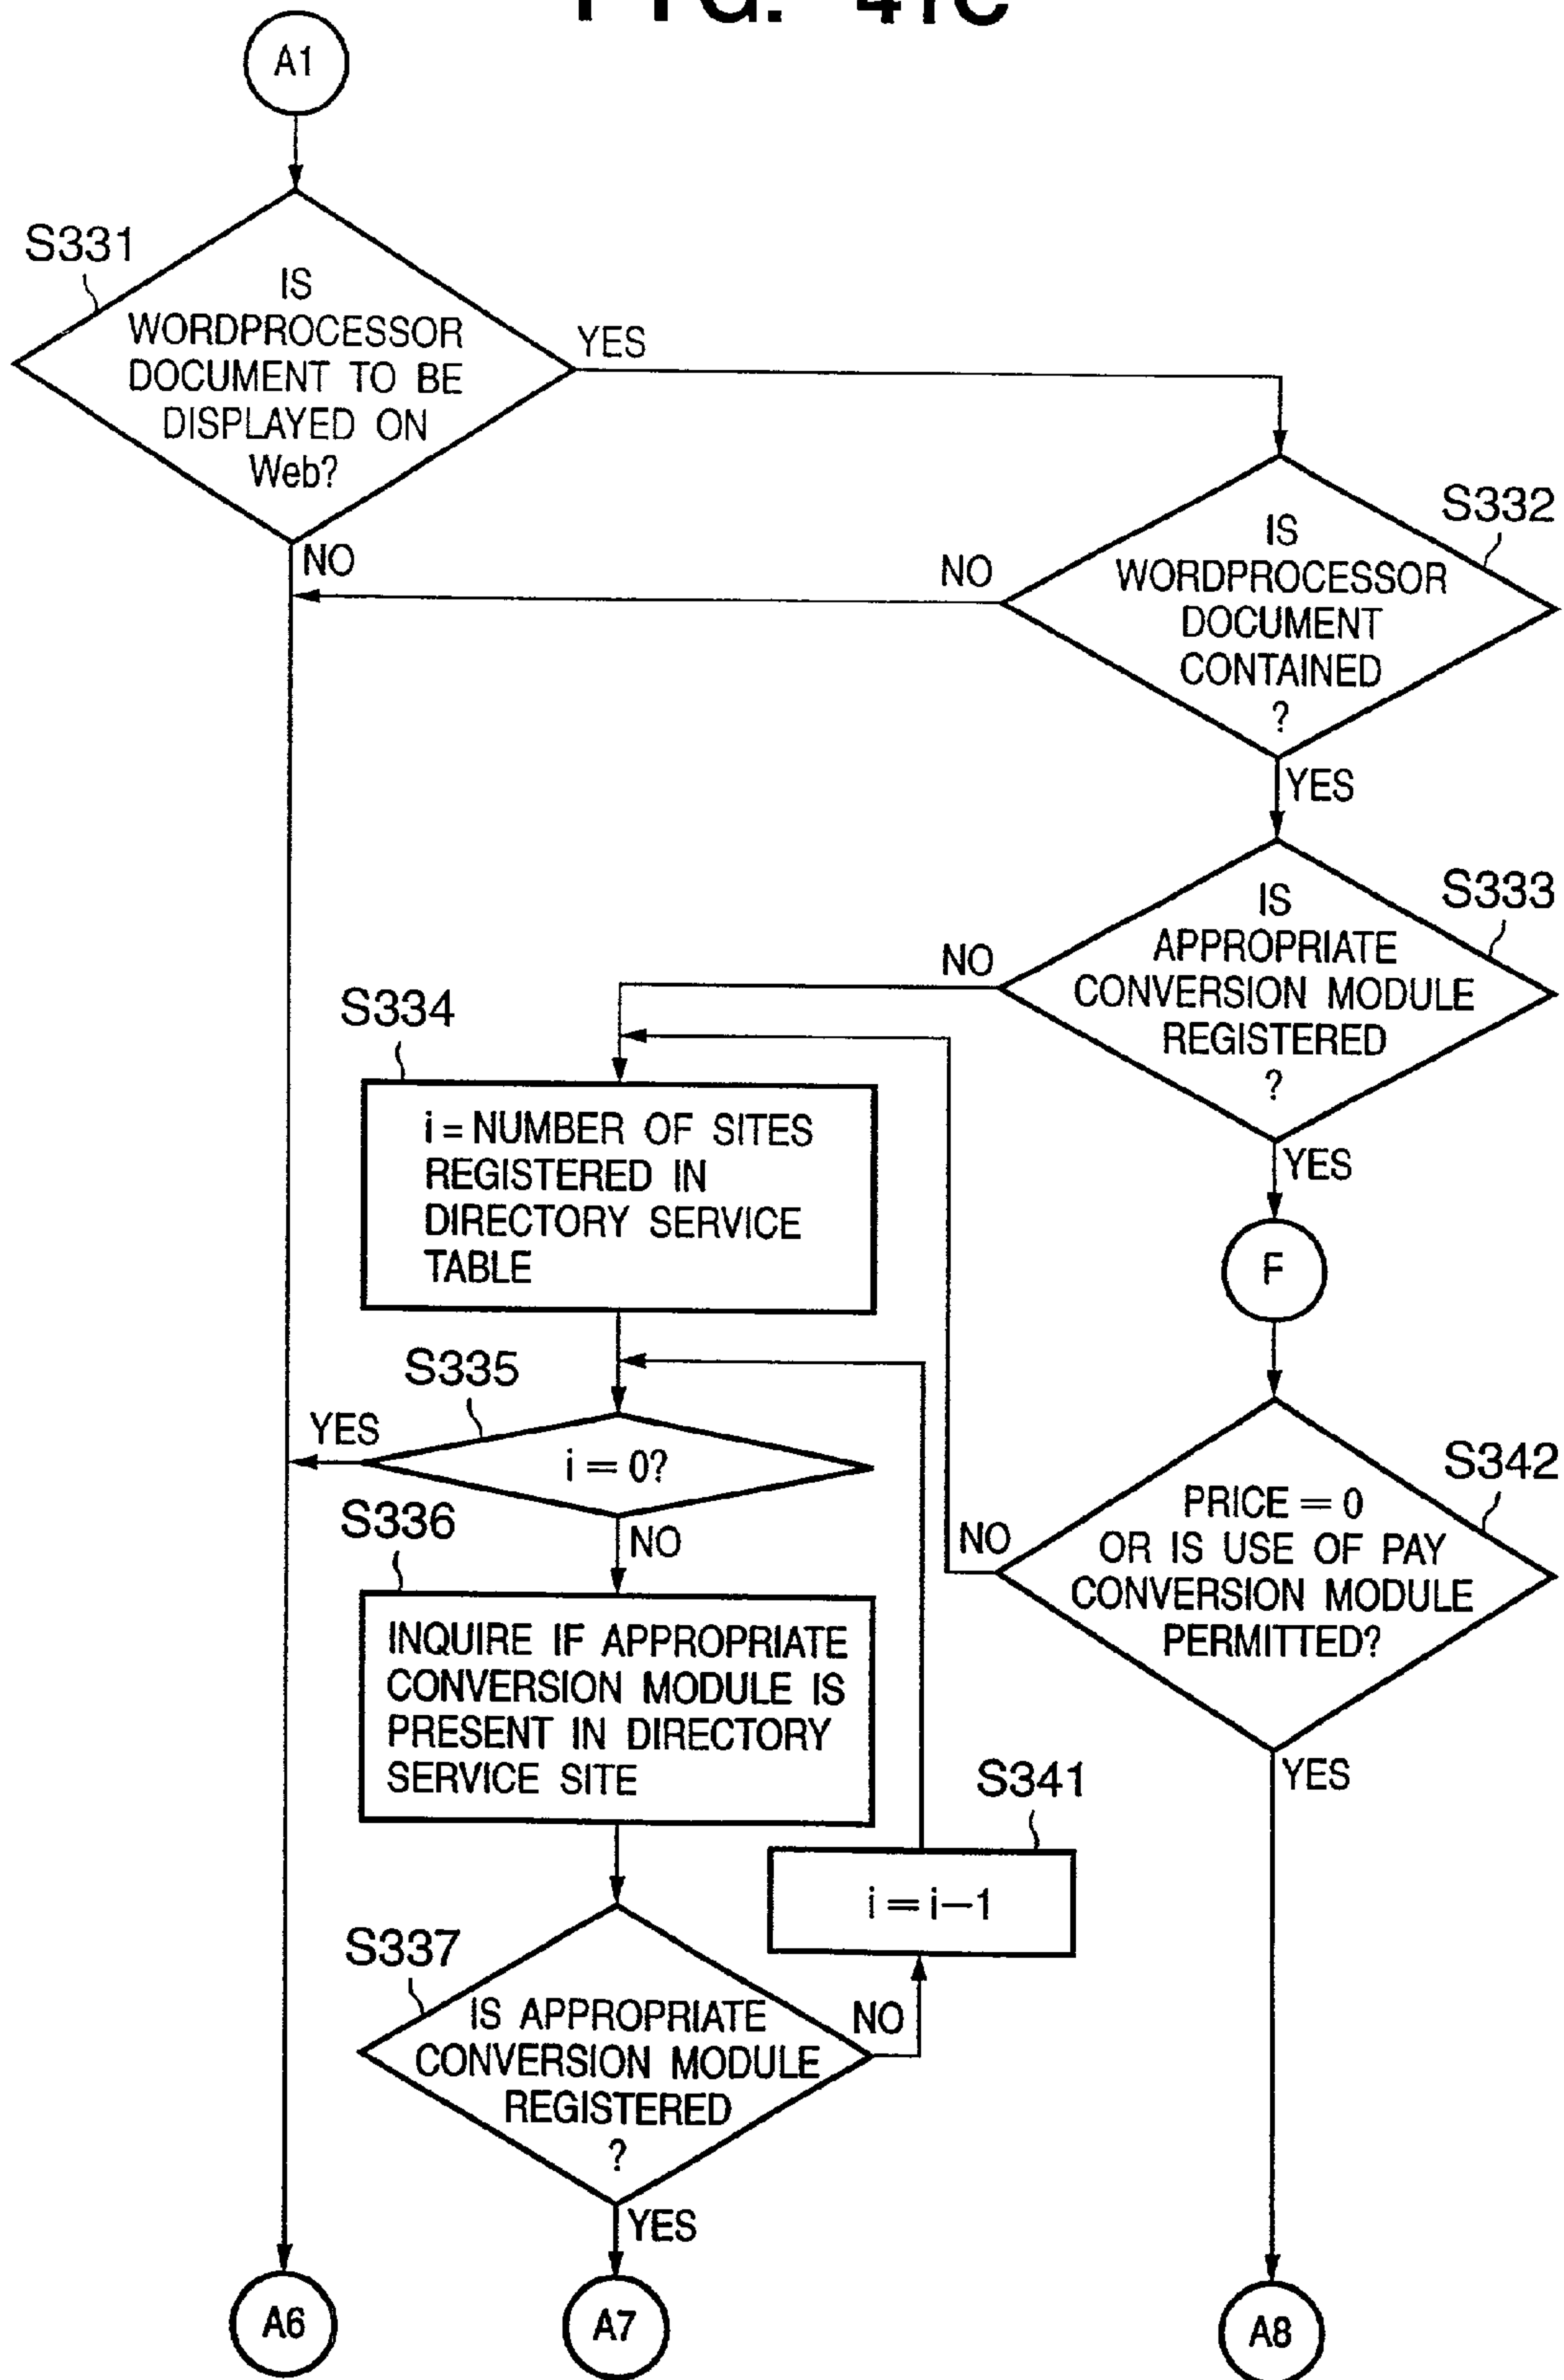 FIG. 41C
A1
S331
IS
WORDPROCESSOR
DOCUMENT TO BE
DISPLAYED ON
Web?
YES
NO
S332
IS
WORDPROCESSOR
DOCUMENT
CONTAINED
?
NO
YES
S333
IS
APPROPRIATE
CONVERSION MODULE
REGISTERED
?
NO
YES
S334
i = NUMBER OF SITES
REGISTERED IN
DIRECTORY SERVICE
TABLE
F
S335
i = 0?
YES
NO
S342
PRICE = 0
OR IS USE OF PAY
CONVERSION MODULE
PERMITTED?
NO
YES
S336
INQUIRE IF APPROPRIATE
CONVERSION MODULE IS
PRESENT IN DIRECTORY
SERVICE SITE
S341
i = i–1
S337
IS APPROPRIATE
CONVERSION MODULE
REGISTERED
?
NO
YES
A6
A7
A8